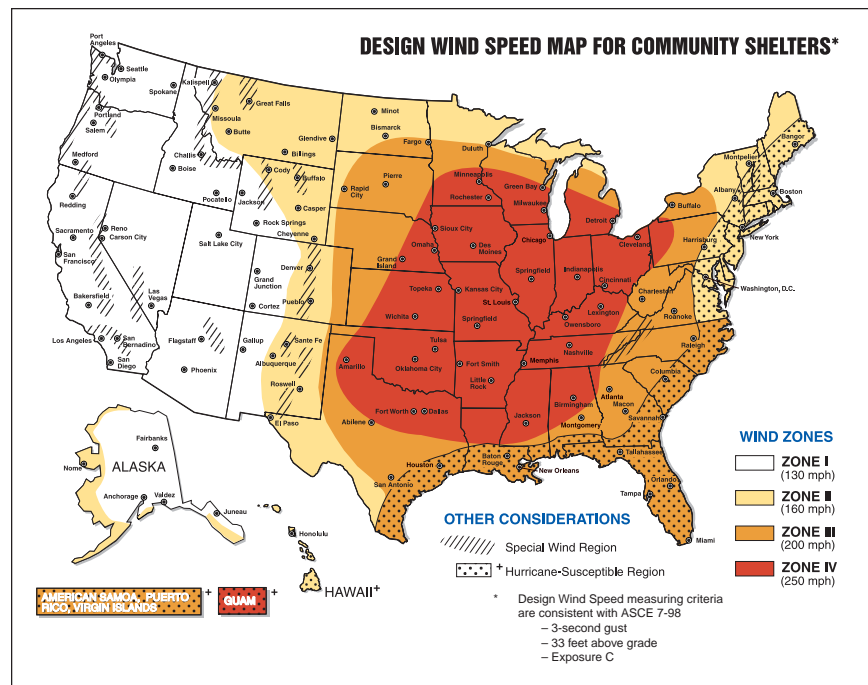 DESIGN WIND SPEED MAP FOR COMMUNITY SHELTERS*
Port
Angeles
Seattle
Olympia
Spokane
Kalispell
Great Falls
Missoula
Butte
Glendive
Billings
Minot
Bismarck
Fargo
Duluth
Portland
Salem
Medford
Challis
Boise
Pocatello
Cody
Buffalo
Jackson
Casper
Rock Springs
Cheyenne
Rapid
City
Pierre
Minneapolis
Rochester
Green Bay
Milwaukee
Detroit
Buffalo
Montpelier
Bangor
Albany
Boston
New York
Harrisburg
Washington, D.C.
Redding
Sacramento
Reno
Carson City
San
Francisco
Salt Lake City
Grand
Junction
Denver
Pueblo
Cortez
Las
Vegas
Bakersfield
Los Angeles
San
Bernadino
San
Diego
Flagstaff
Phoenix
Gallup
Santa Fe
Albuquerque
Roswell
El Paso
Sioux City
Omaha
Grand
Island
Des
Moines
Chicago
Cleveland
Springfield
Indianapolis
Cincinnati
Topeka
Kansas City
St. Louis
Wichita
Springfield
Owensboro
Lexington
Charleston
Roanoke
Raleigh
Nashville
Memphis
Tulsa
Oklahoma City
Amarillo
Fort Smith
Little
Rock
Fort Worth
Dallas
Abilene
Jackson
Birmingham
Montgomery
Atlanta
Macon
Columbia
Savannah
Tallahassee
Orlando
Tampa
Miami
Baton
Rouge
New Orleans
Houston
San Antonio
Fairbanks
Nome
ALASKA
Anchorage
Valdez
Juneau
Honolulu
HAWAII+
AMERICAN SAMOA, PUERTO
RICO, VIRGIN ISLANDS
+
GUAM
+
WIND ZONES
ZONE I
(130 mph)
ZONE II
(160 mph)
ZONE III
(200 mph)
ZONE IV
(250 mph)
OTHER CONSIDERATIONS
Special Wind Region
+Hurricane-Susceptible Region
* Design Wind Speed measuring criteria
are consistent with ASCE 7-98
– 3-second gust
– 33 feet above grade
– Exposure C